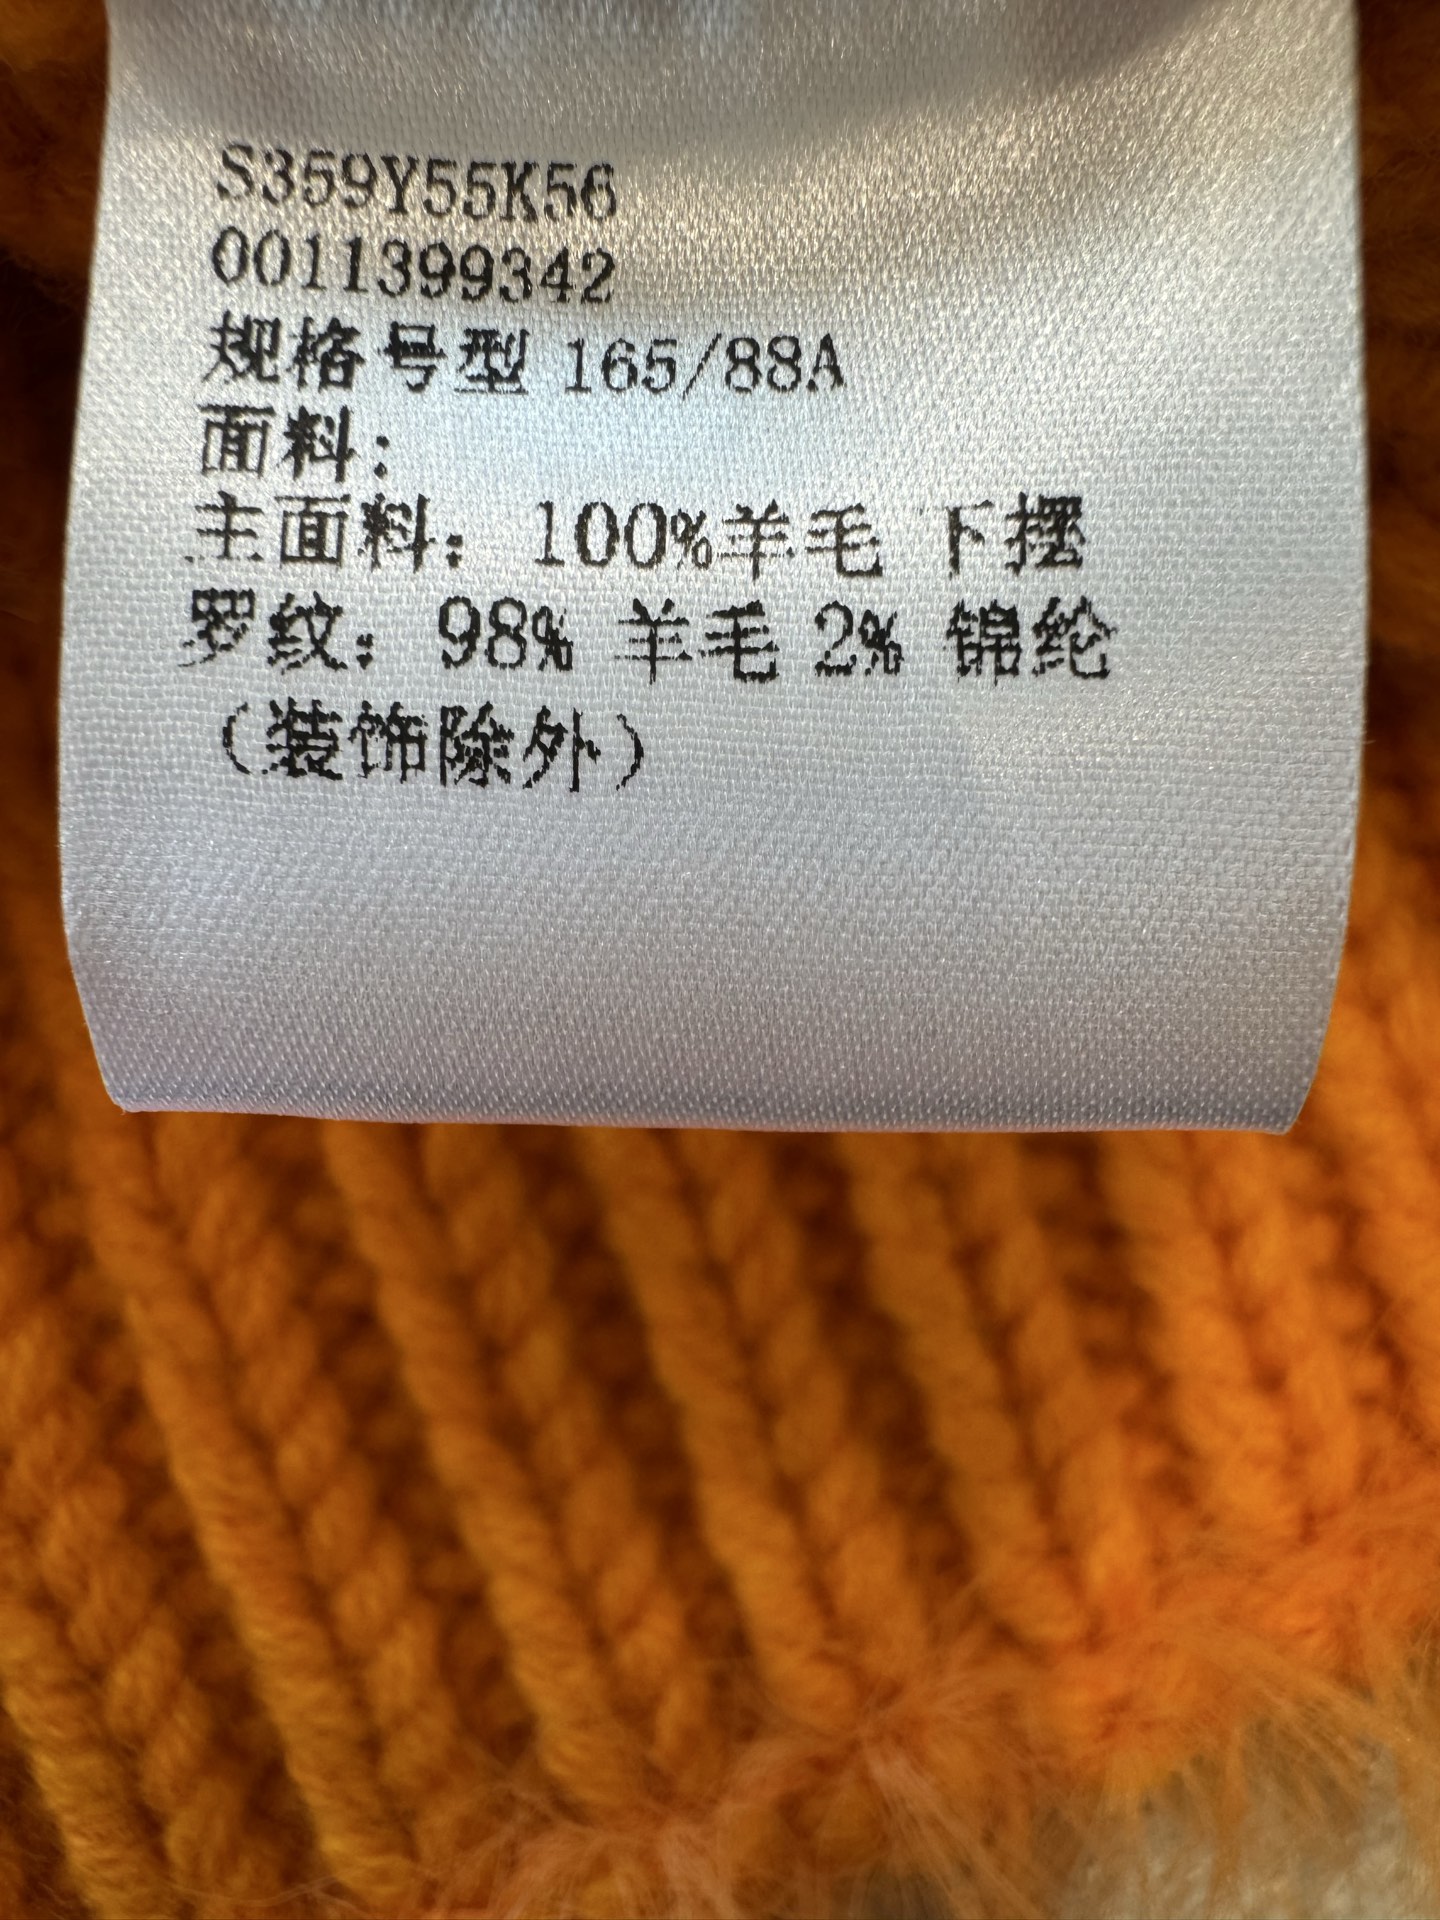 S359Y55K56
0011399342
规格号型 165/88A
面料:
主面料: 100%羊毛 下摆
罗纹: 98% 羊毛 2% 锦纶
(装饰除外)